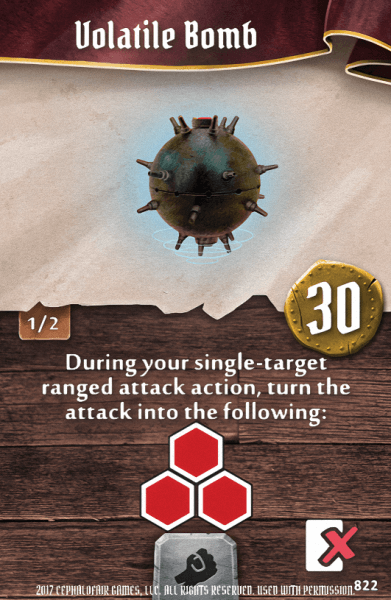 Volatile Bomb
30
1/2
During your single-target
ranged attack action, turn the
attack into the following:
2017 CEPHALOFAIR GAMES, LLC. ALL RIGHTS RESERVED. USED WITH PERMISSION.
822